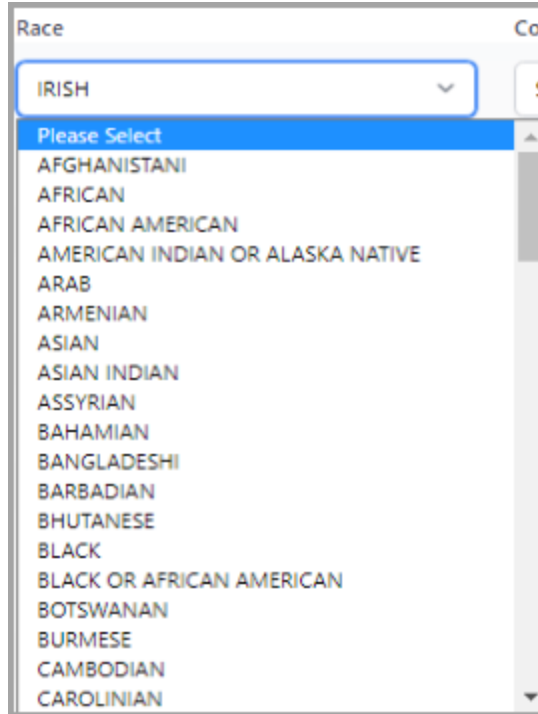 Race
Co
IRISH
Please Select
AFGHANISTANI
AFRICAN
AFRICAN AMERICAN
AMERICAN INDIAN OR ALASKA NATIVE
ARAB
ARMENIAN
ASIAN
ASIAN INDIAN
ASSYRIAN
BAHAMIAN
BANGLADESHI
BARBADIAN
BHUTANESE
BLACK
BLACK OR AFRICAN AMERICAN
BOTSWANAN
BURMESE
CAMBODIAN
CAROLINIAN